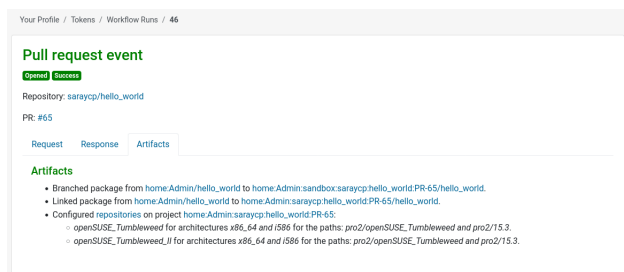 Your Profile / Tokens / Workflow Runs / 46
Pull request event
Opened Success
Repository: saraycp/hello_world
PR: #65
Request Response Artifacts
Artifacts
• Branched package from home:Admin/hello_world to home:Admin:sandbox:saraycp:hello_world:PR-65/hello_world.
• Linked package from home:Admin/hello_world to home:Admin:saraycp:hello_world:PR-65/hello_world.
• Configured repositories on project home:Admin:saraycp:hello_world:PR-65:
◦ openSUSE_Tumbleweed for architectures x86_64 and i586 for the paths: pro2/openSUSE_Tumbleweed and pro2/15.3.
◦ openSUSE_Tumbleweed_II for architectures x86_64 and i586 for the paths: pro2/openSUSE_Tumbleweed and pro2/15.3.